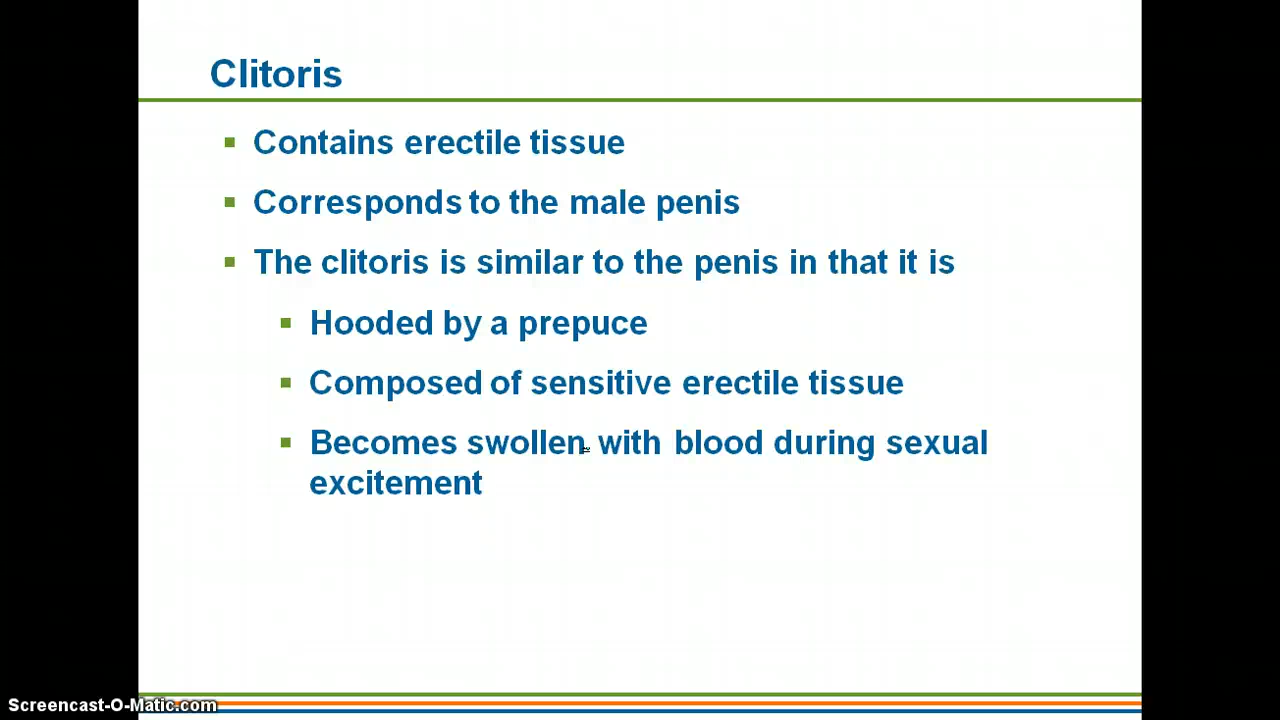 Clitoris
Contains erectile tissue
Corresponds to the male penis
The clitoris is similar to the penis in that it is
Hooded by a prepuce
Composed of sensitive erectile tissue
Becomes swollen with blood during sexual
excitement
Screencast-O-Matic.com